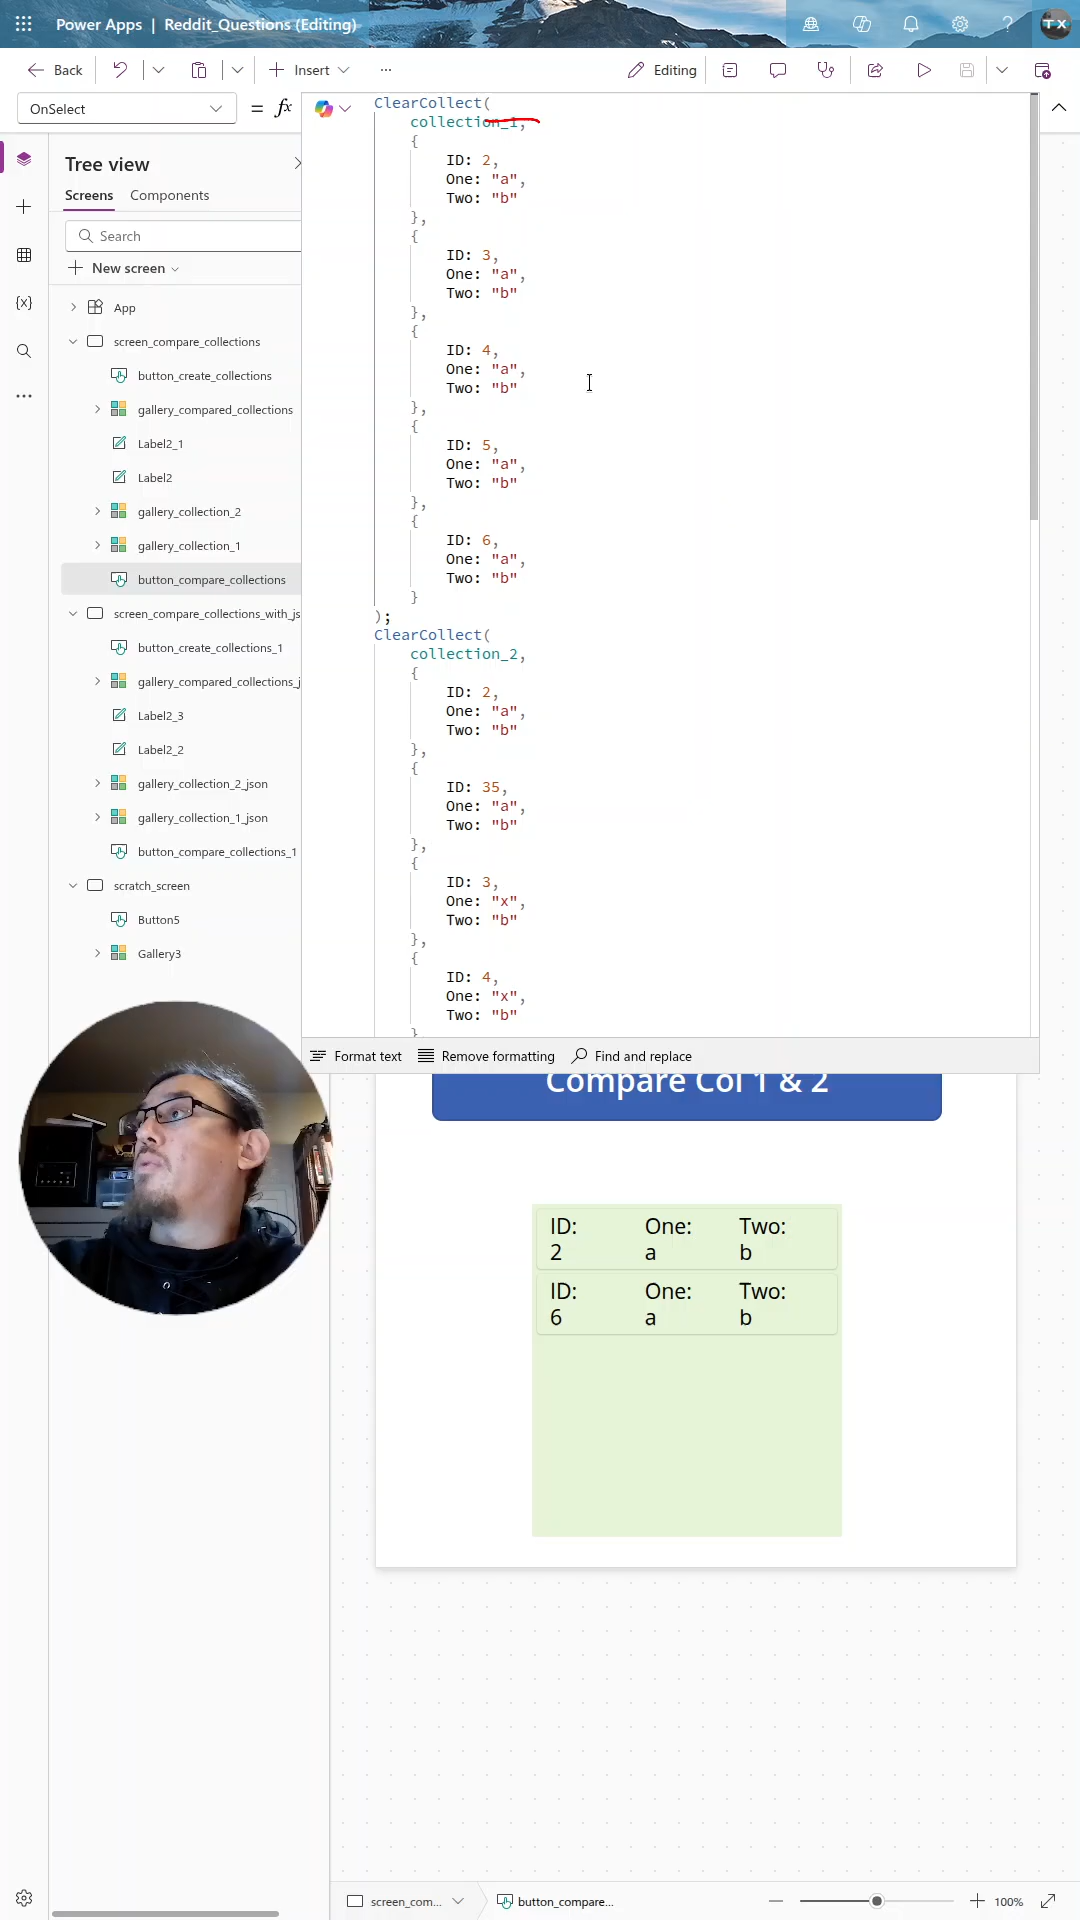 Power Apps | Reddit_Questions (Editing)
?
TX
Back
Insert
...
Editing
OnSelect
= fx
Tree view
Screens
Components
Search
New screen
App
screen_compare_collections
button_create_collections
gallery_compared_collections
Label2_1
Label2
gallery_collection_2
gallery_collection_1
button_compare_collections
screen_compare_collections_with_js
button_create_collections_1
gallery_compared_collections_j
Label2_3
Label2_2
gallery_collection_2_json
gallery_collection_1_json
button_compare_collections_1
scratch_screen
Button5
Gallery3
{x}
ClearCollect(
collection_1,
{
ID: 2,
One: "a",
Two: "b"
},
{
ID: 3,
One: "a",
Two: "b"
},
{
ID: 4,
One: "a",
Two: "b"
},
{
ID: 5,
One: "a",
Two: "b"
},
{
ID: 6,
One: "a",
Two: "b"
}
);
ClearCollect(
collection_2,
{
ID: 2,
One: "a",
Two: "b"
},
{
ID: 35,
One: "a",
Two: "b"
},
{
ID: 3,
One: "x",
Two: "b"
},
{
ID: 4,
One: "x",
Two: "b"
}
Format text
Remove formatting
Find and replace
Compare Col 1 & 2
ID: One: Two:
2 a b
ID: One: Two:
6 a b
screen_com...
button_compare...
100%